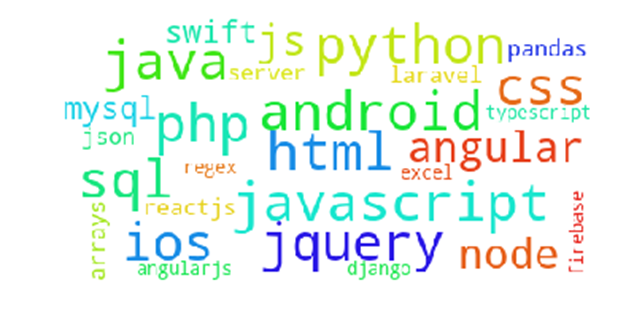 swift js python pandas
java server laravel css
mysql php android typescript
json html angular
sql regex excel
arrays reactjs javascript firebase
ios jquery node
angularjs django